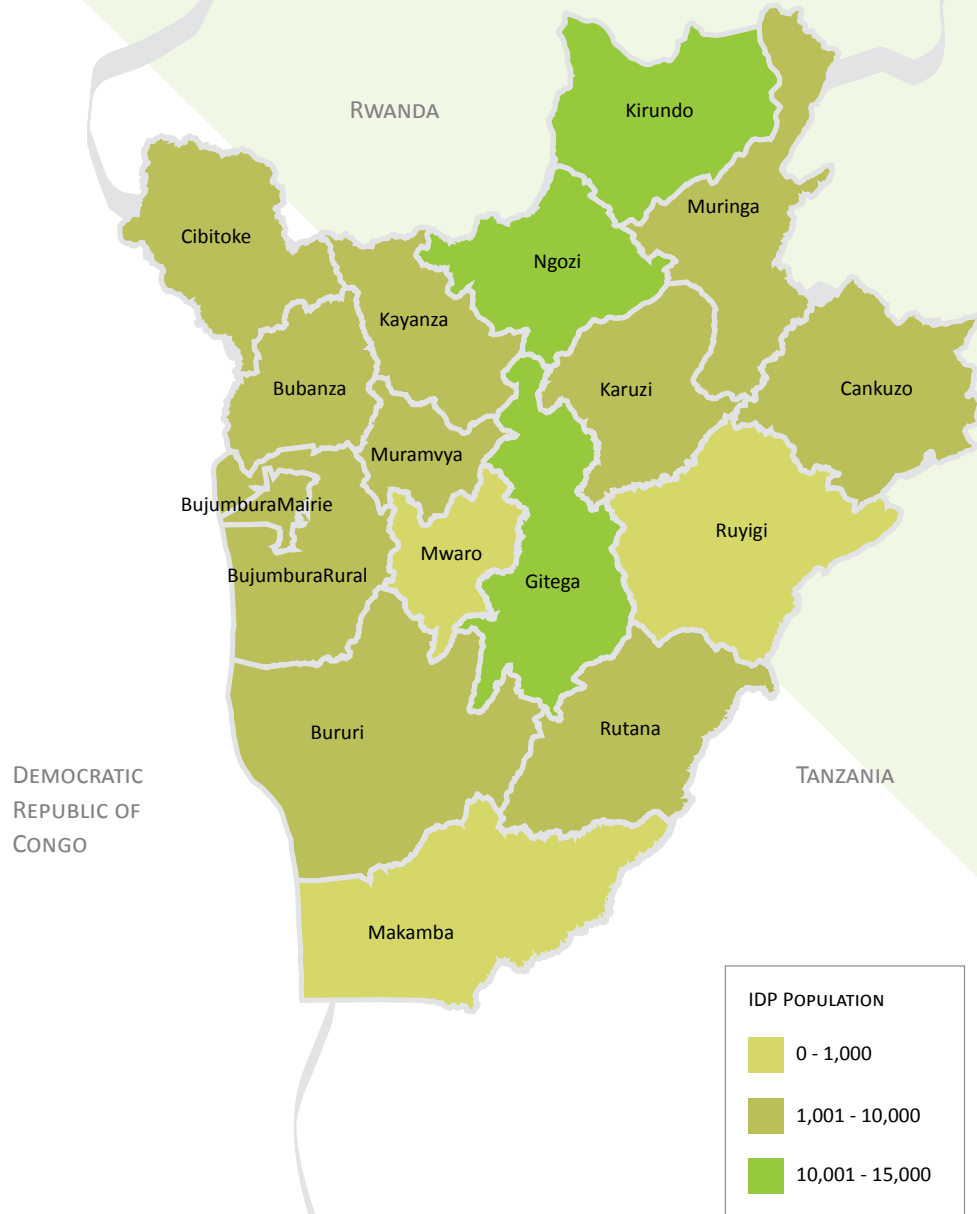 RWANDA
Kirundo
Muringa
Cibitoke
Ngozi
Kayanza
Bubanza
Karuzi
Cankuzo
Muramvya
BujumburaMairie
Ruyigi
Mwaro
BujumburaRural
Gitega
Bururi
Rutana
DEMOCRATIC
REPUBLIC OF
CONGO
TANZANIA
Makamba
IDP POPULATION
0 - 1,000
1,001 - 10,000
10,001 - 15,000